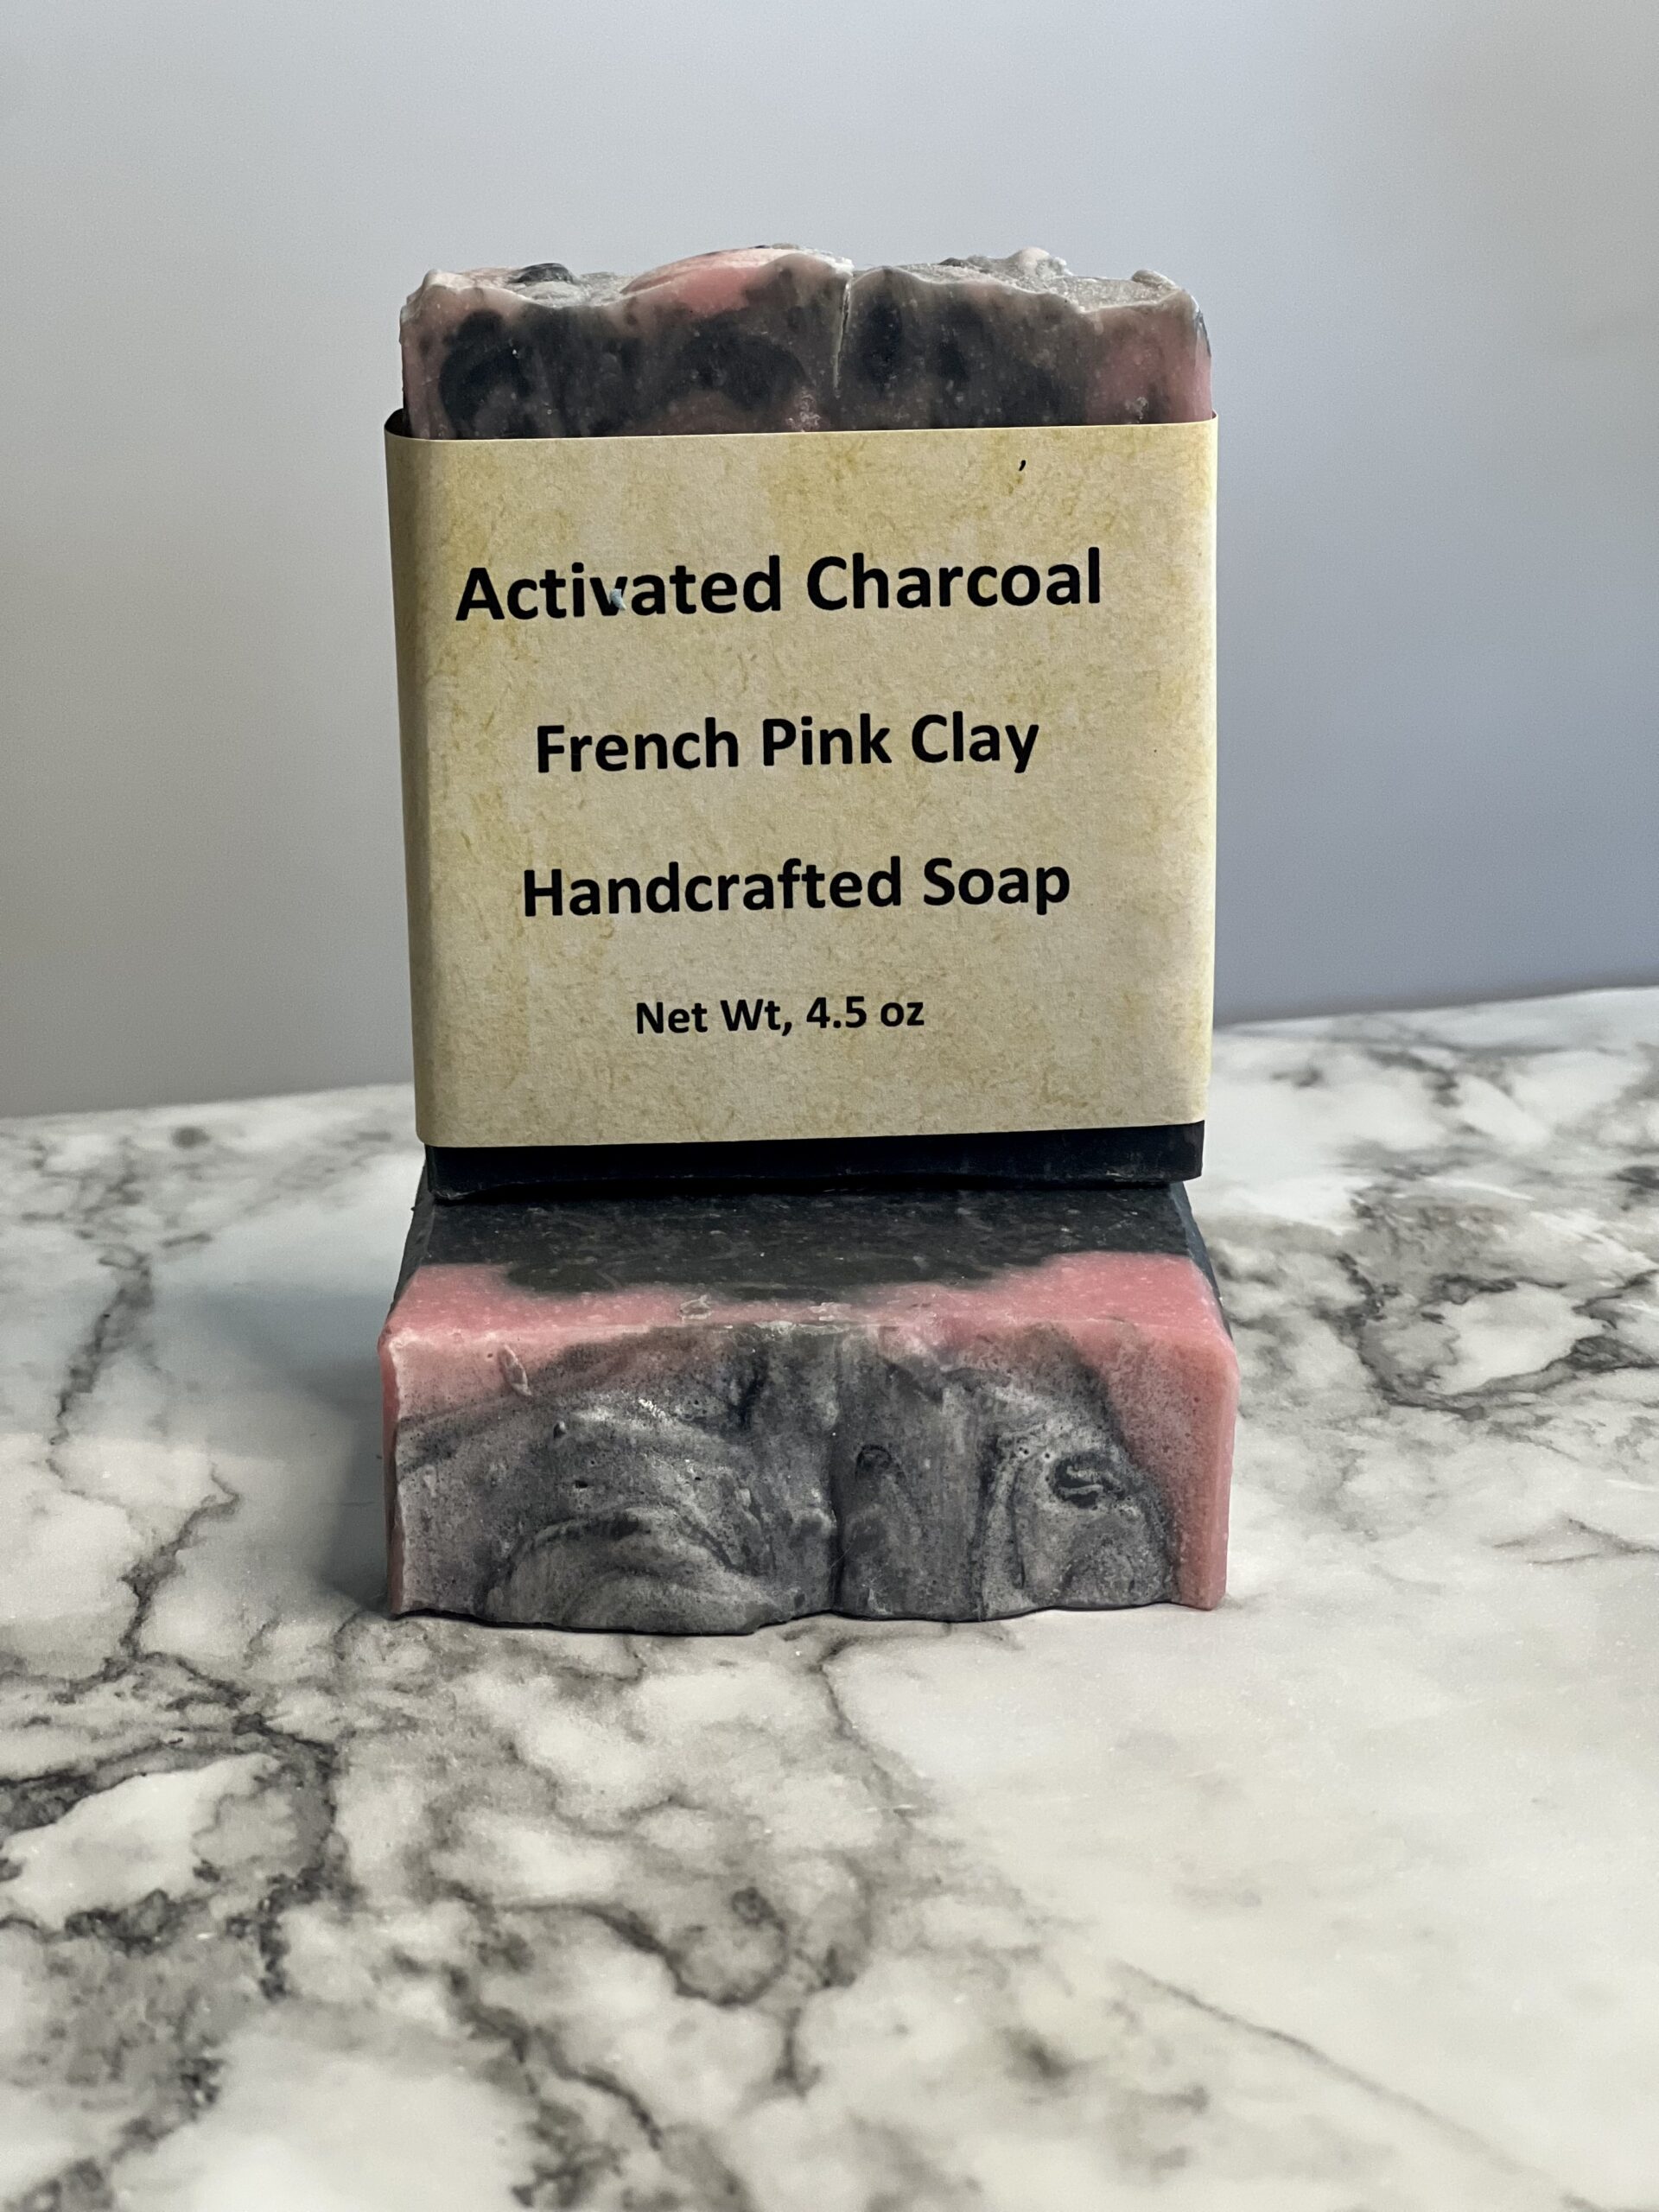 Activated Charcoal
French Pink Clay
Handcrafted Soap
Net Wt, 4.5 oz